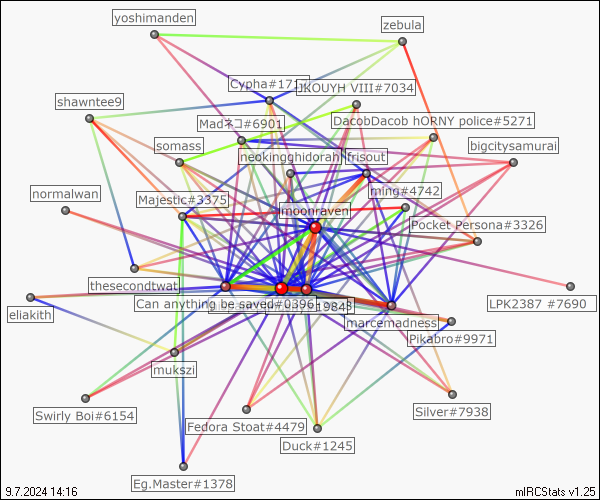 yoshimanden
zebula
Cypha#171
JKOUYH VIII#7034
shawntee9
Madネコ#6901
DacobDacob hORNY police#5271
somass
neokingghidorah
frisout
bigcitysamurai
normalwan
Majestic#3375
ming#4742
moonraven
Pocket Persona#3326
thesecondtwat
Can anything be saved#0396
LPK2387 #7690
eliakith
marcemadness
Pikabro#9971
mukszi
Swirly Boi#6154
Fedora Stoat#4479
Silver#7938
Duck#1245
Eg.Master#1378
9.7.2024 14:16
mIRCStats v1.25